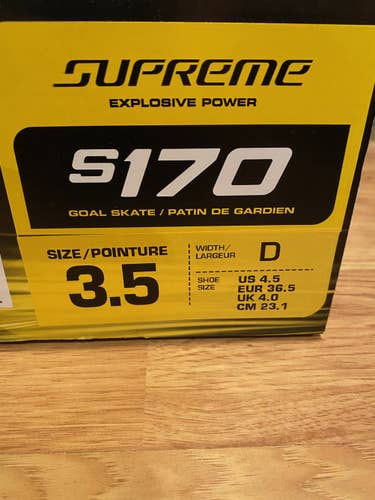 SUPREME
EXPLOSIVE POWER
S170
GOAL SKATE / PATIN DE GARDIEN
SIZE/POINTURE
3.5
WIDTH/
LARGEUR
D
SHOE
SIZE
US 4.5
EUR 36.5
UK 4.0
CM 23.1